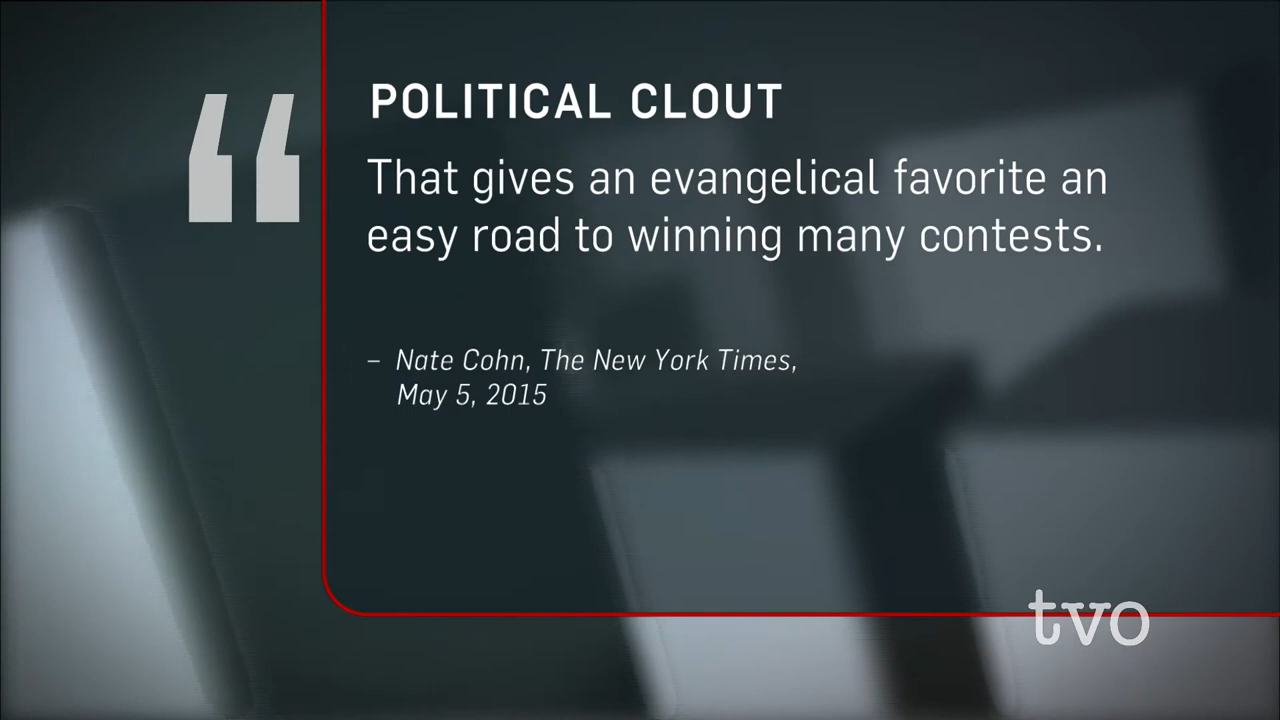 “
POLITICAL CLOUT
That gives an evangelical favorite an
easy road to winning many contests.
– Nate Cohn, The New York Times,
May 5, 2015
tvo